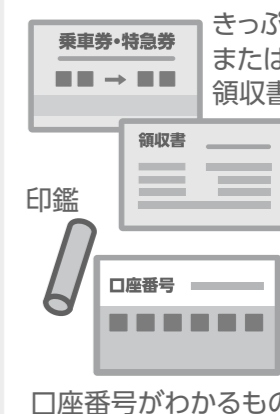 乗車券・特急券
きっぷ
または
領収書
領収書
印鑑
口座番号
口座番号がわかるもの